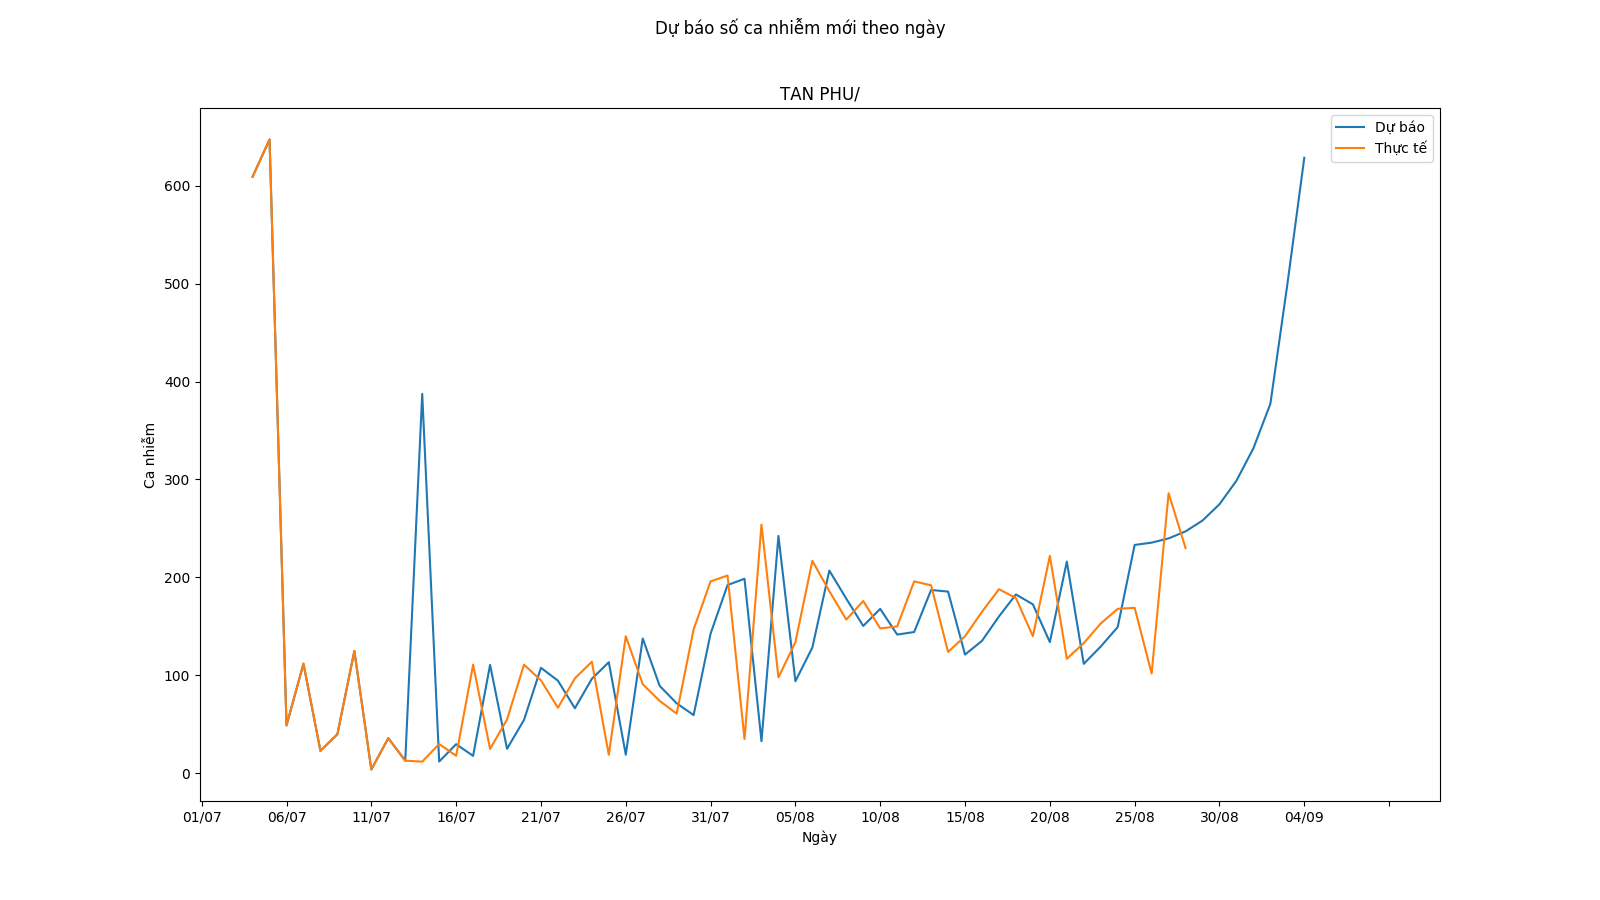 Dự báo số ca nhiễm mới theo ngày
TAN PHU/
Dự báo
Thực tế
Ca nhiễm
600
500
400
300
200
100
0
01/07 06/07 11/07 16/07 21/07 26/07 31/07 05/08 10/08 15/08 20/08 25/08 30/08 04/09
Ngày